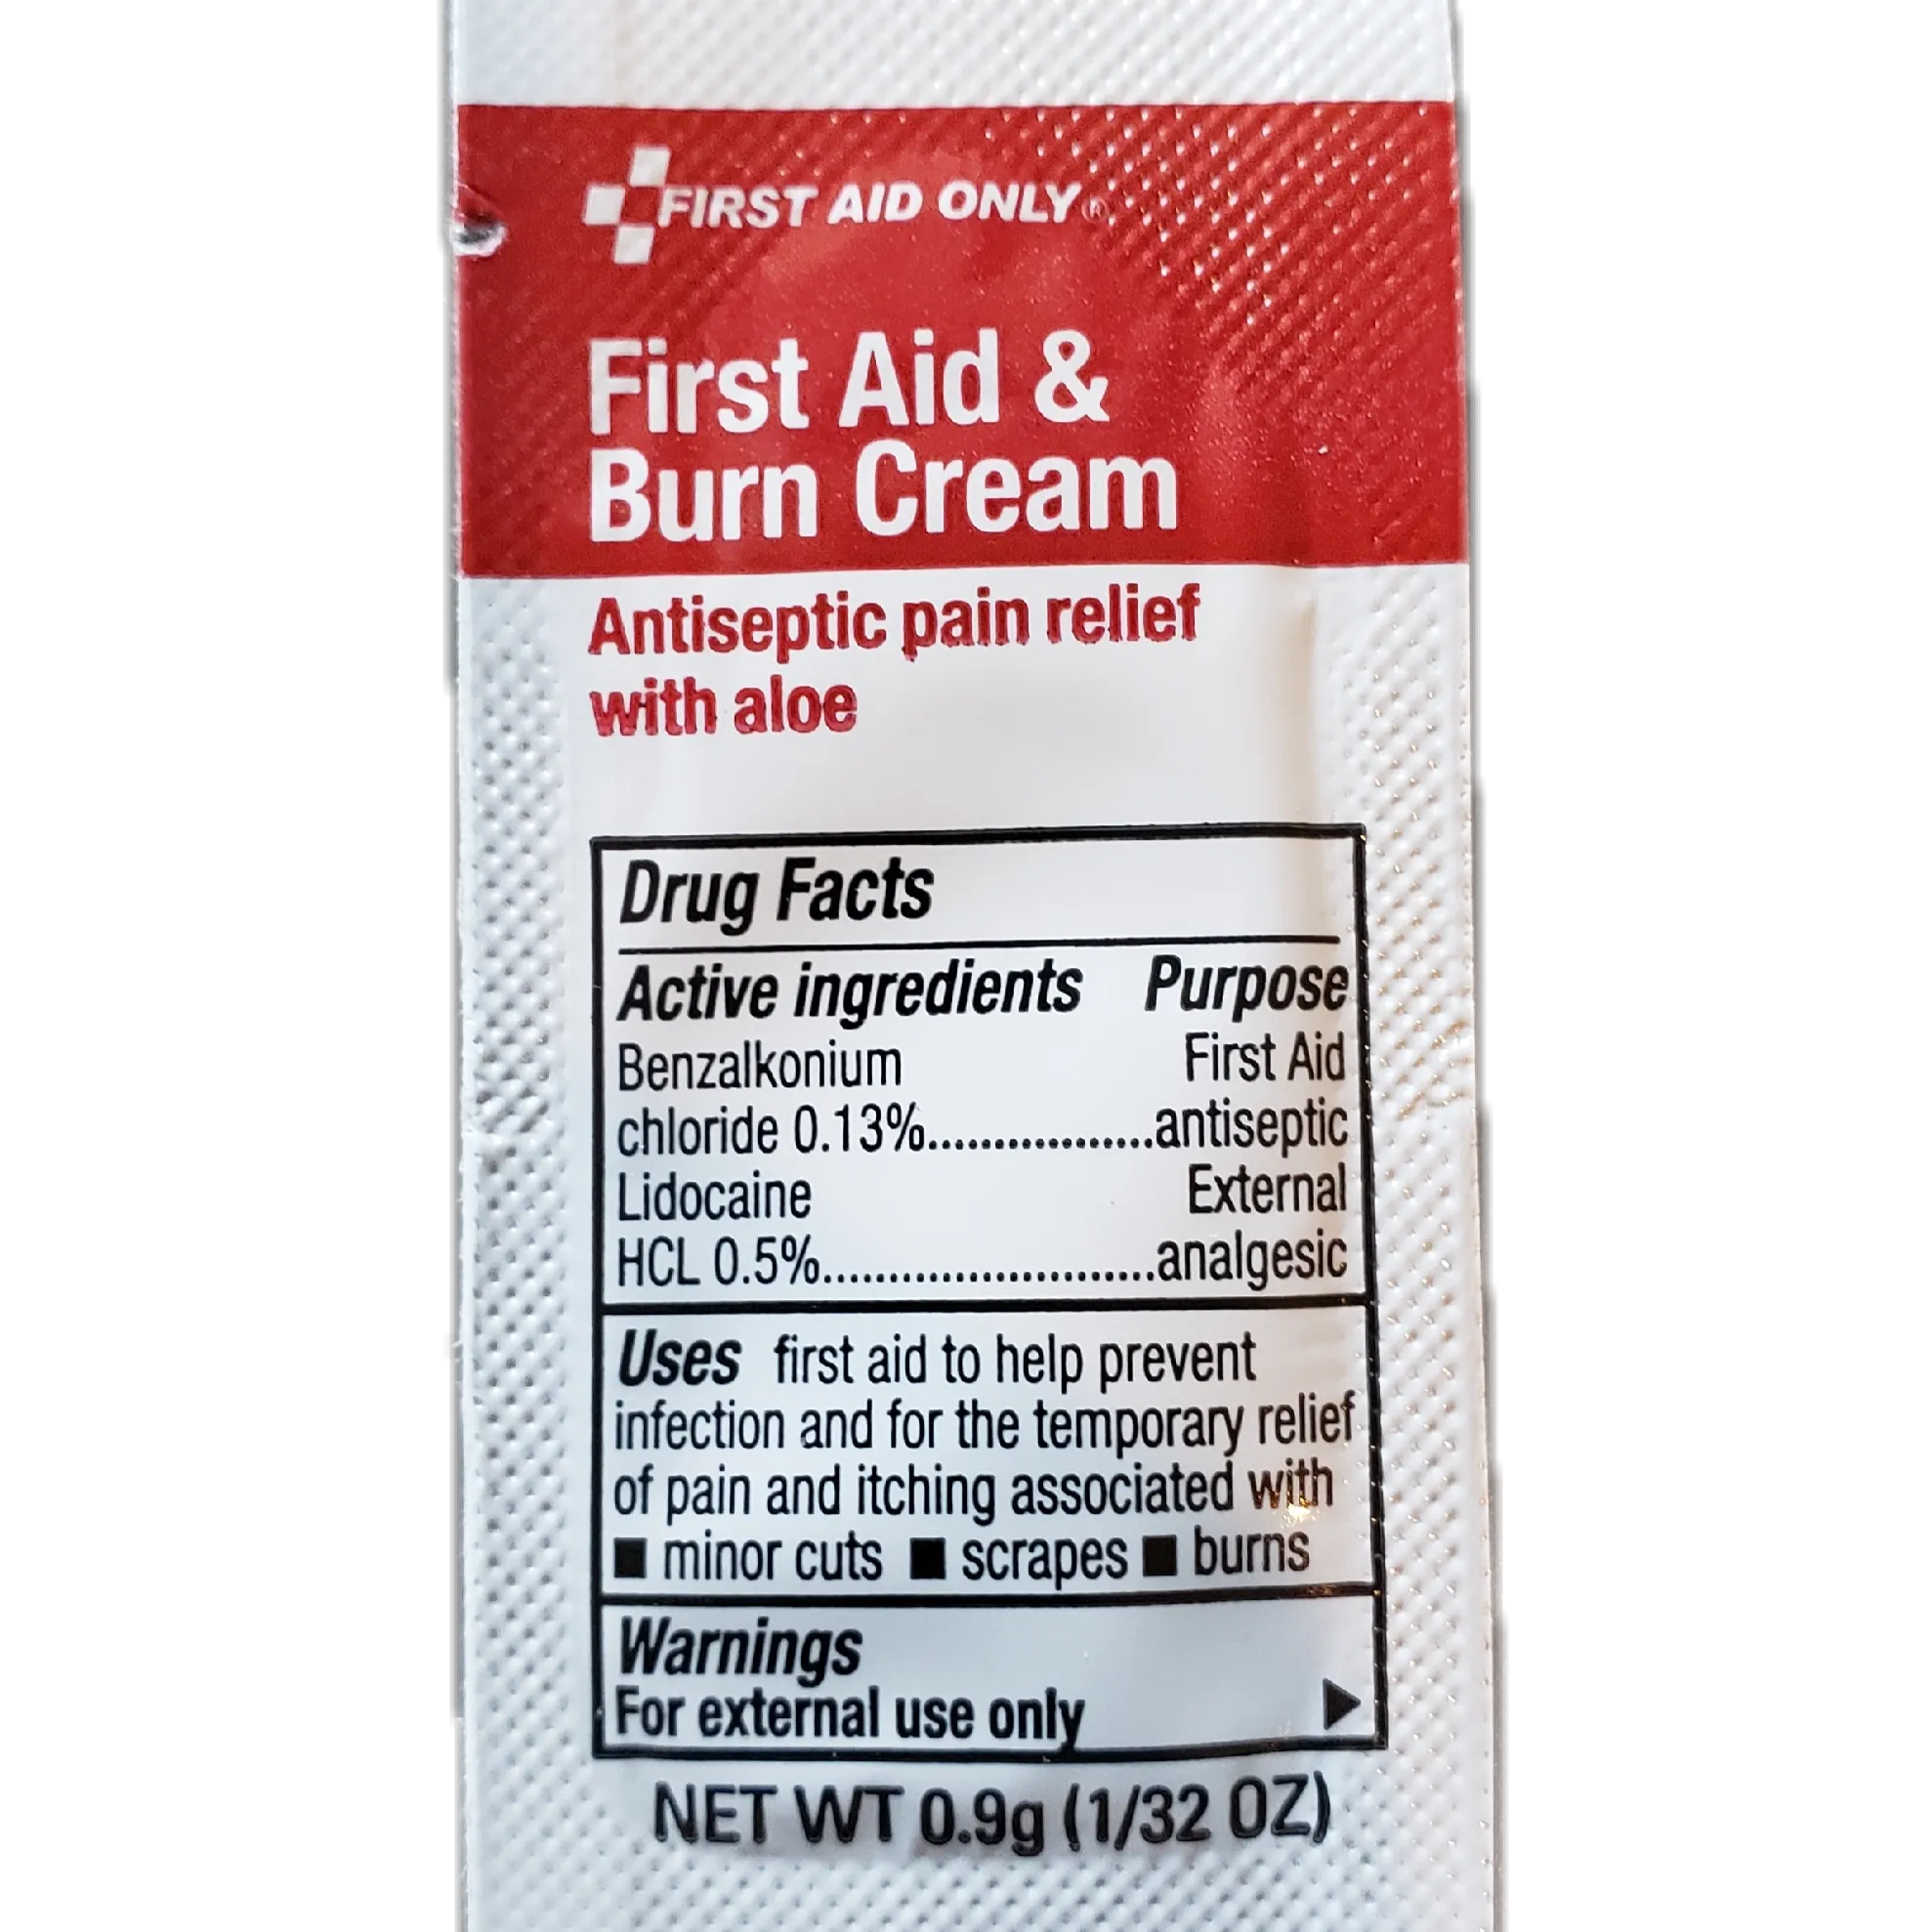 FIRST AID ONLY®
First Aid &
Burn Cream
Antiseptic pain relief
with aloe
Drug Facts
Active ingredients Purpose
Benzalkonium First Aid
chloride 0.13%.................antiseptic
Lidocaine External
HCL 0.5%..........................analgesic
Uses first aid to help prevent
infection and for the temporary relief
of pain and itching associated with
■ minor cuts ■ scrapes ■ burns
Warnings
For external use only ▶
NET WT 0.9g (1/32 OZ)